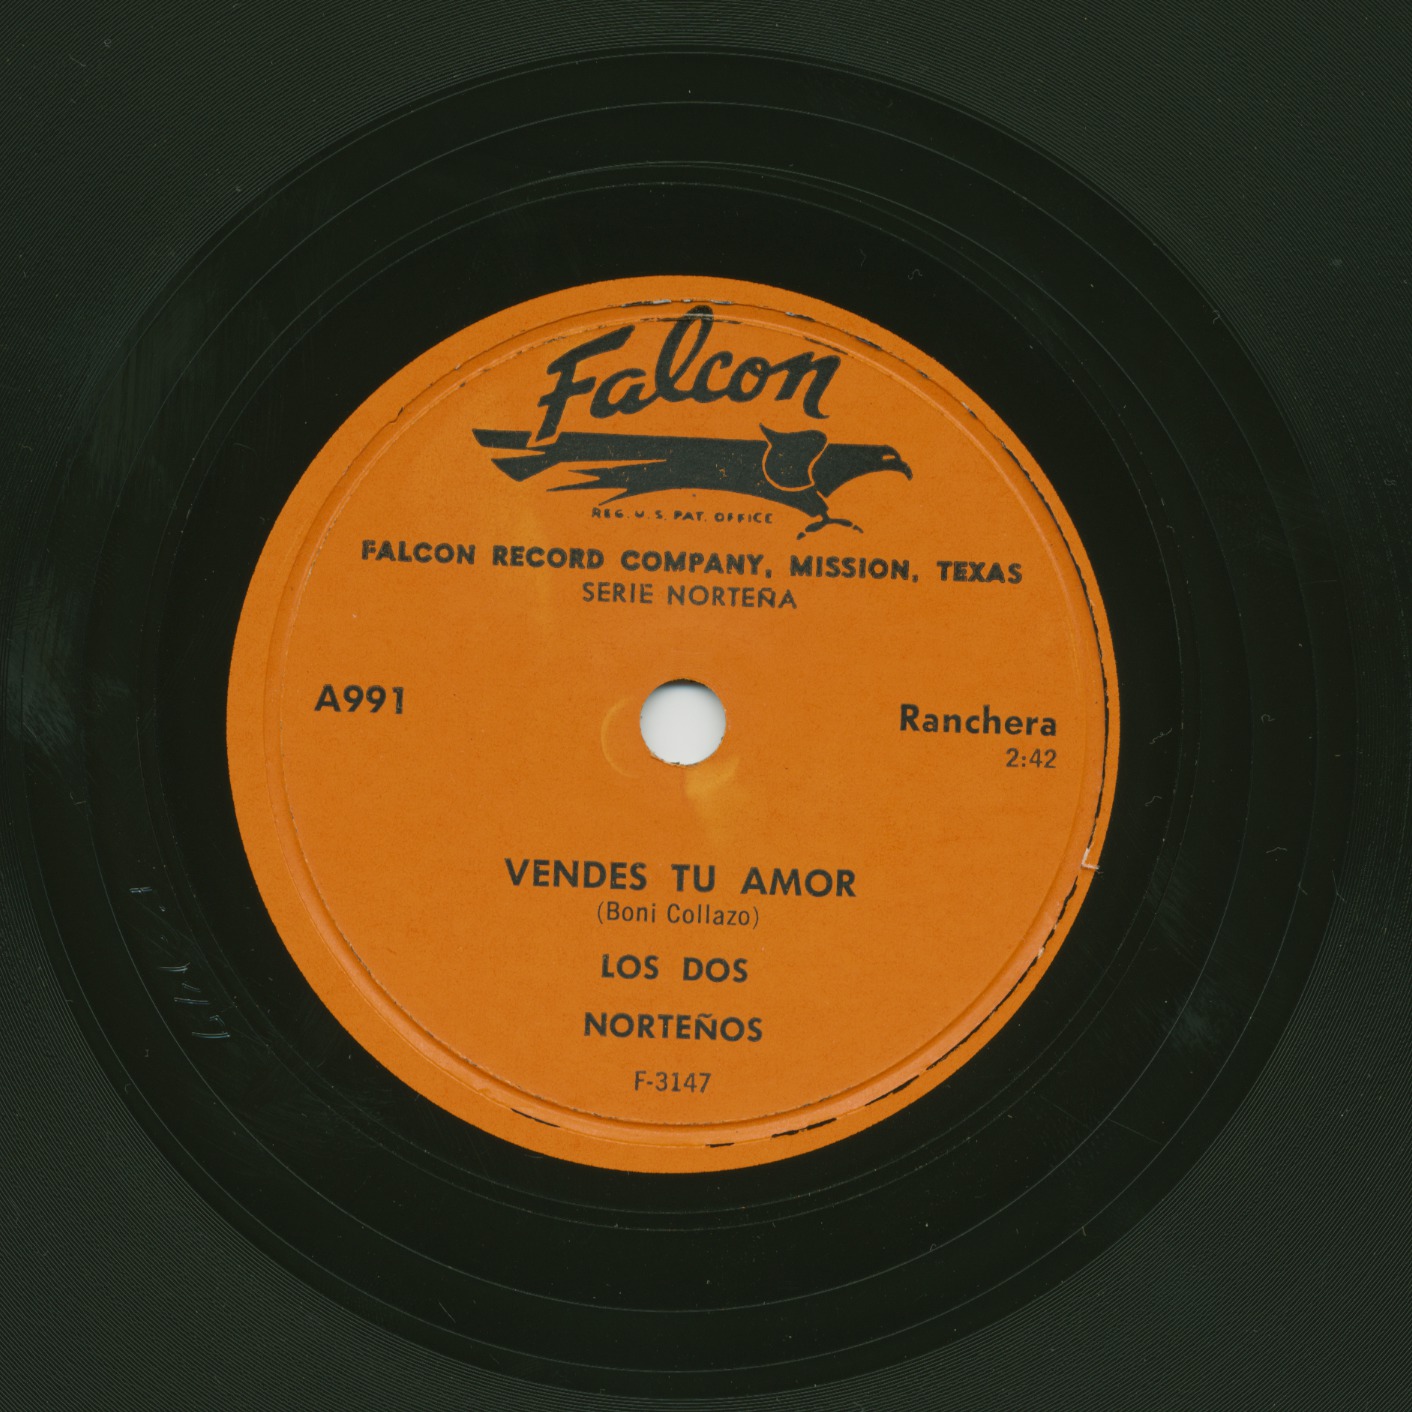 Falcon
REG. U. S. PAT. OFFICE
FALCON RECORD COMPANY, MISSION, TEXAS
SERIE NORTEÑA
A991
Ranchera
2:42
VENDES TU AMOR
(Boni Collazo)
LOS DOS
NORTEÑOS
F-3147